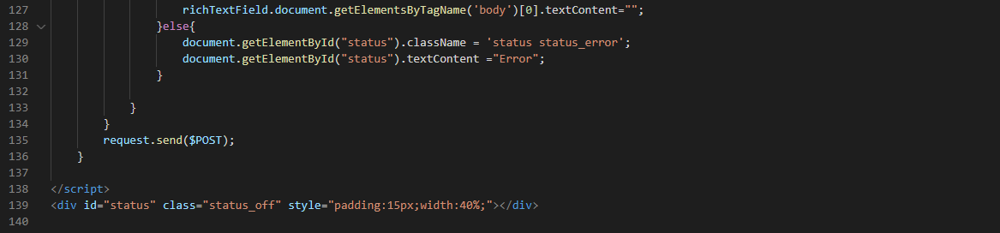 127 richTextField.document.getElementsByTagName('body')[0].textContent="";
128 }else{
129 document.getElementById("status").className = 'status status_error';
130 document.getElementById("status").textContent ="Error";
131 }
132
133 }
134 }
135 request.send($POST);
136 }
137
138 </script>
139 <div id="status" class="status_off" style="padding:15px;width:40%;"></div>
140